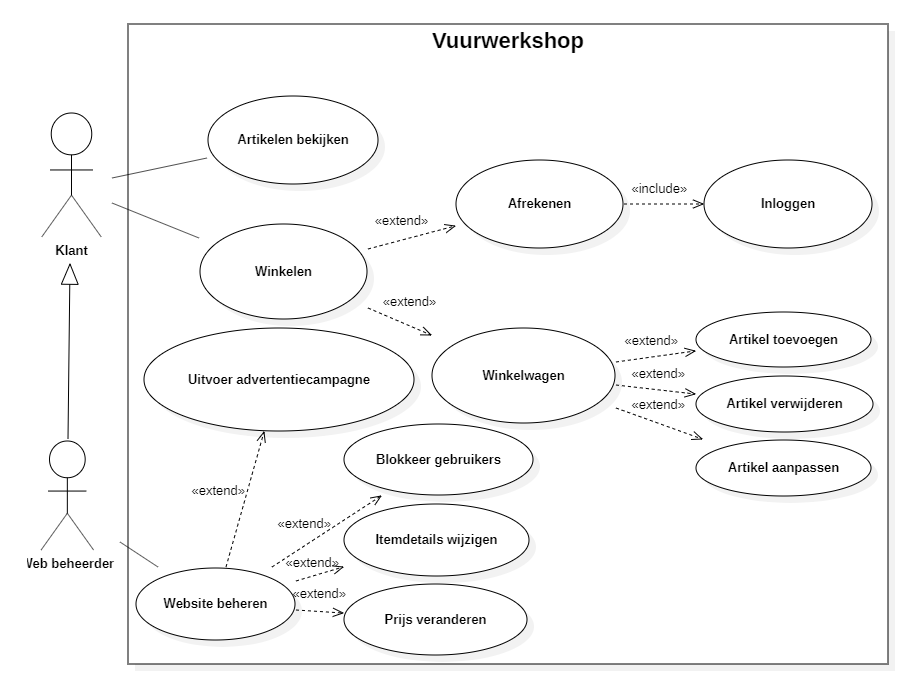 Vuurwerkshop
Artikelen bekijken
Klant
Winkelen
«extend»
Afrekenen
«include»
Inloggen
«extend»
Winkelwagen
«extend»
Artikel toevoegen
«extend»
Artikel verwijderen
«extend»
Artikel aanpassen
Uitvoer advertentiecampagne
«extend»
Blokkeer gebruikers
«extend»
Itemdetails wijzigen
«extend»
Web beheerder
Website beheren
«extend»
Prijs veranderen